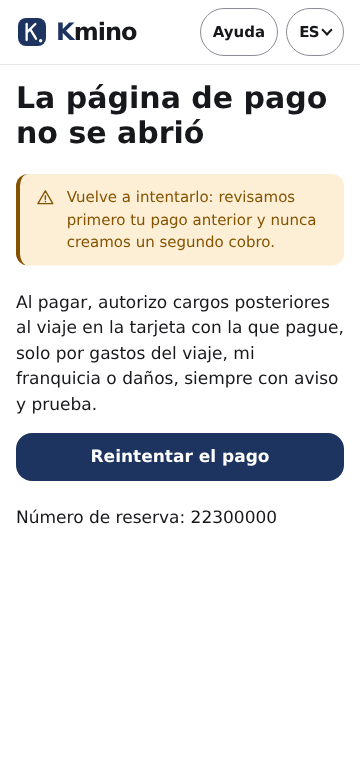 K. Kmino
Ayuda
ES
La página de pago
no se abrió
Vuelve a intentarlo: revisamos
primero tu pago anterior y nunca
creamos un segundo cobro.
Al pagar, autorizo cargos posteriores
al viaje en la tarjeta con la que pague,
solo por gastos del viaje, mi
franquicia o daños, siempre con aviso
y prueba.
Reintentar el pago
Número de reserva: 22300000